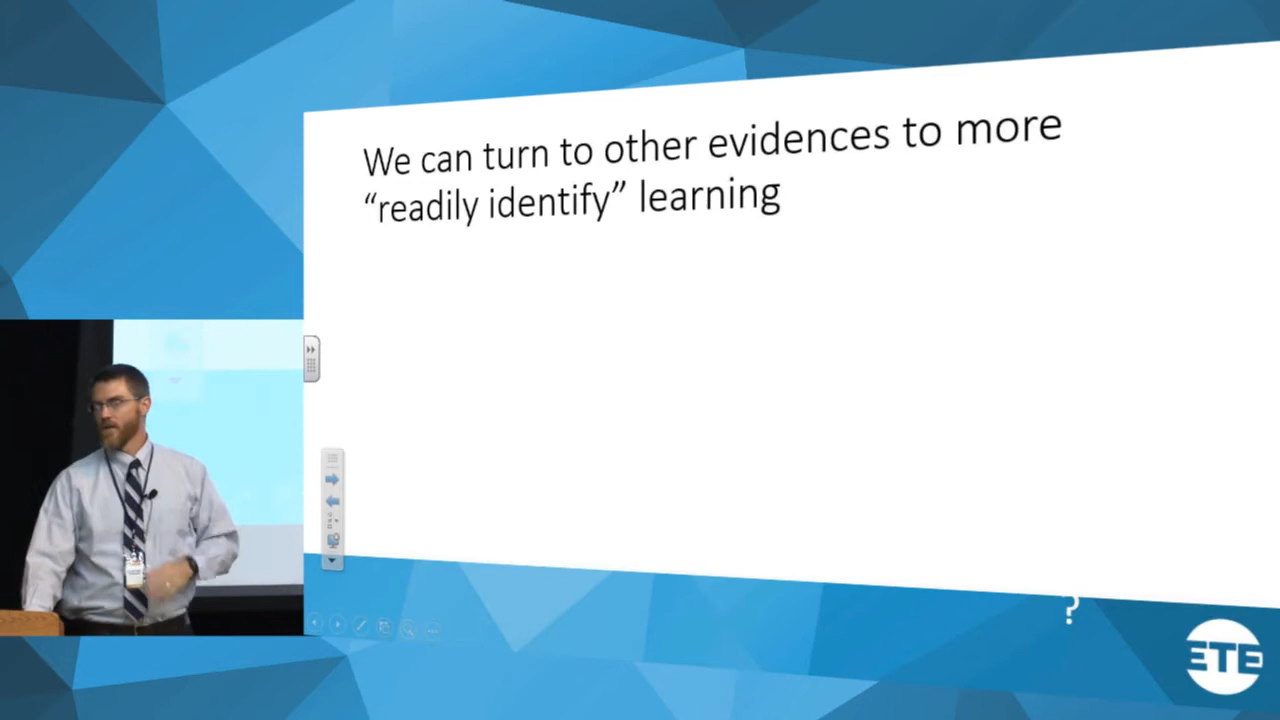 We can turn to other evidences to more
“readily identify” learning
?
ETE